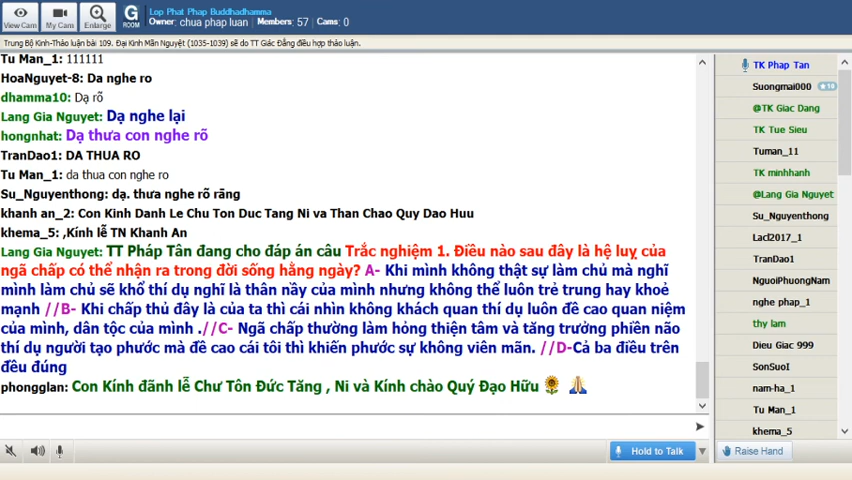 Lop Phat Phap Buddhadhamma
Owner: chua phap luan Members: 57 Cams: 0
View Cam
My Cams
Enlarge
G
ROOM
Trung Bộ Kinh-Thảo luận bài 109. Đại Kinh Mãn Nguyệt (1035-1039) sẽ do TT Giác Đẳng điều hợp thảo luận.
Tu Man_1: 111111
HoaNguyet-8: Da nghe ro
dhamma10: Dạ rõ
Lang Gia Nguyet: Dạ nghe lại
hongnhat: Dạ thưa con nghe rõ
TranDao1: DA THUA RO
Tu Man_1: da thua con nghe ro
Su_Nguyenthong: dạ. thưa nghe rõ răng
khanh an_2: Con Kinh Danh Le Chu Ton Duc Tang Ni va Than Chao Quy Dao Huu
khema_5: ,Kính lễ TN Khanh An
Lang Gia Nguyet: TT Pháp Tân đang cho đáp án câu Trắc nghiệm 1. Điều nào sau đây là hệ luỵ của
ngã chấp có thể nhận ra trong đời sống hằng ngày? A- Khi mình không thật sự làm chủ mà nghĩ
mình làm chủ sẽ khổ thí dụ nghĩ là thân nầy của mình nhưng không thể luôn trẻ trung hay khoẻ
mạnh //B- Khi chấp thủ đây là của ta thì cái nhìn không khách quan thí dụ luôn đề cao quan niệm
của mình, dân tộc của mình .//C- Ngã chấp thường làm hỏng thiện tâm và tăng trưởng phiền não
thí dụ người tạo phước mà đề cao cái tôi thì khiến phước sự không viên mãn. //D-Cả ba điều trên
đều đúng
phongglan: Con Kính đãnh lễ Chư Tôn Đức Tăng , Ni và Kính chào Quý Đạo Hữu
Hold to Talk
TK Phap Tan
Suongmai000
10
@TK Giac Dang
TK Tue Sieu
Tuman_11
TK minhhanh
@Lang Gia Nguyet
Su_Nguyenthong
Lacl2017_1
TranDao1
NguoiPhuongNam
nghe phap_1
thy lam
Dieu Giac 999
SonSuoI
nam-ha_1
Tu Man_1
khema_5
Raise Hand